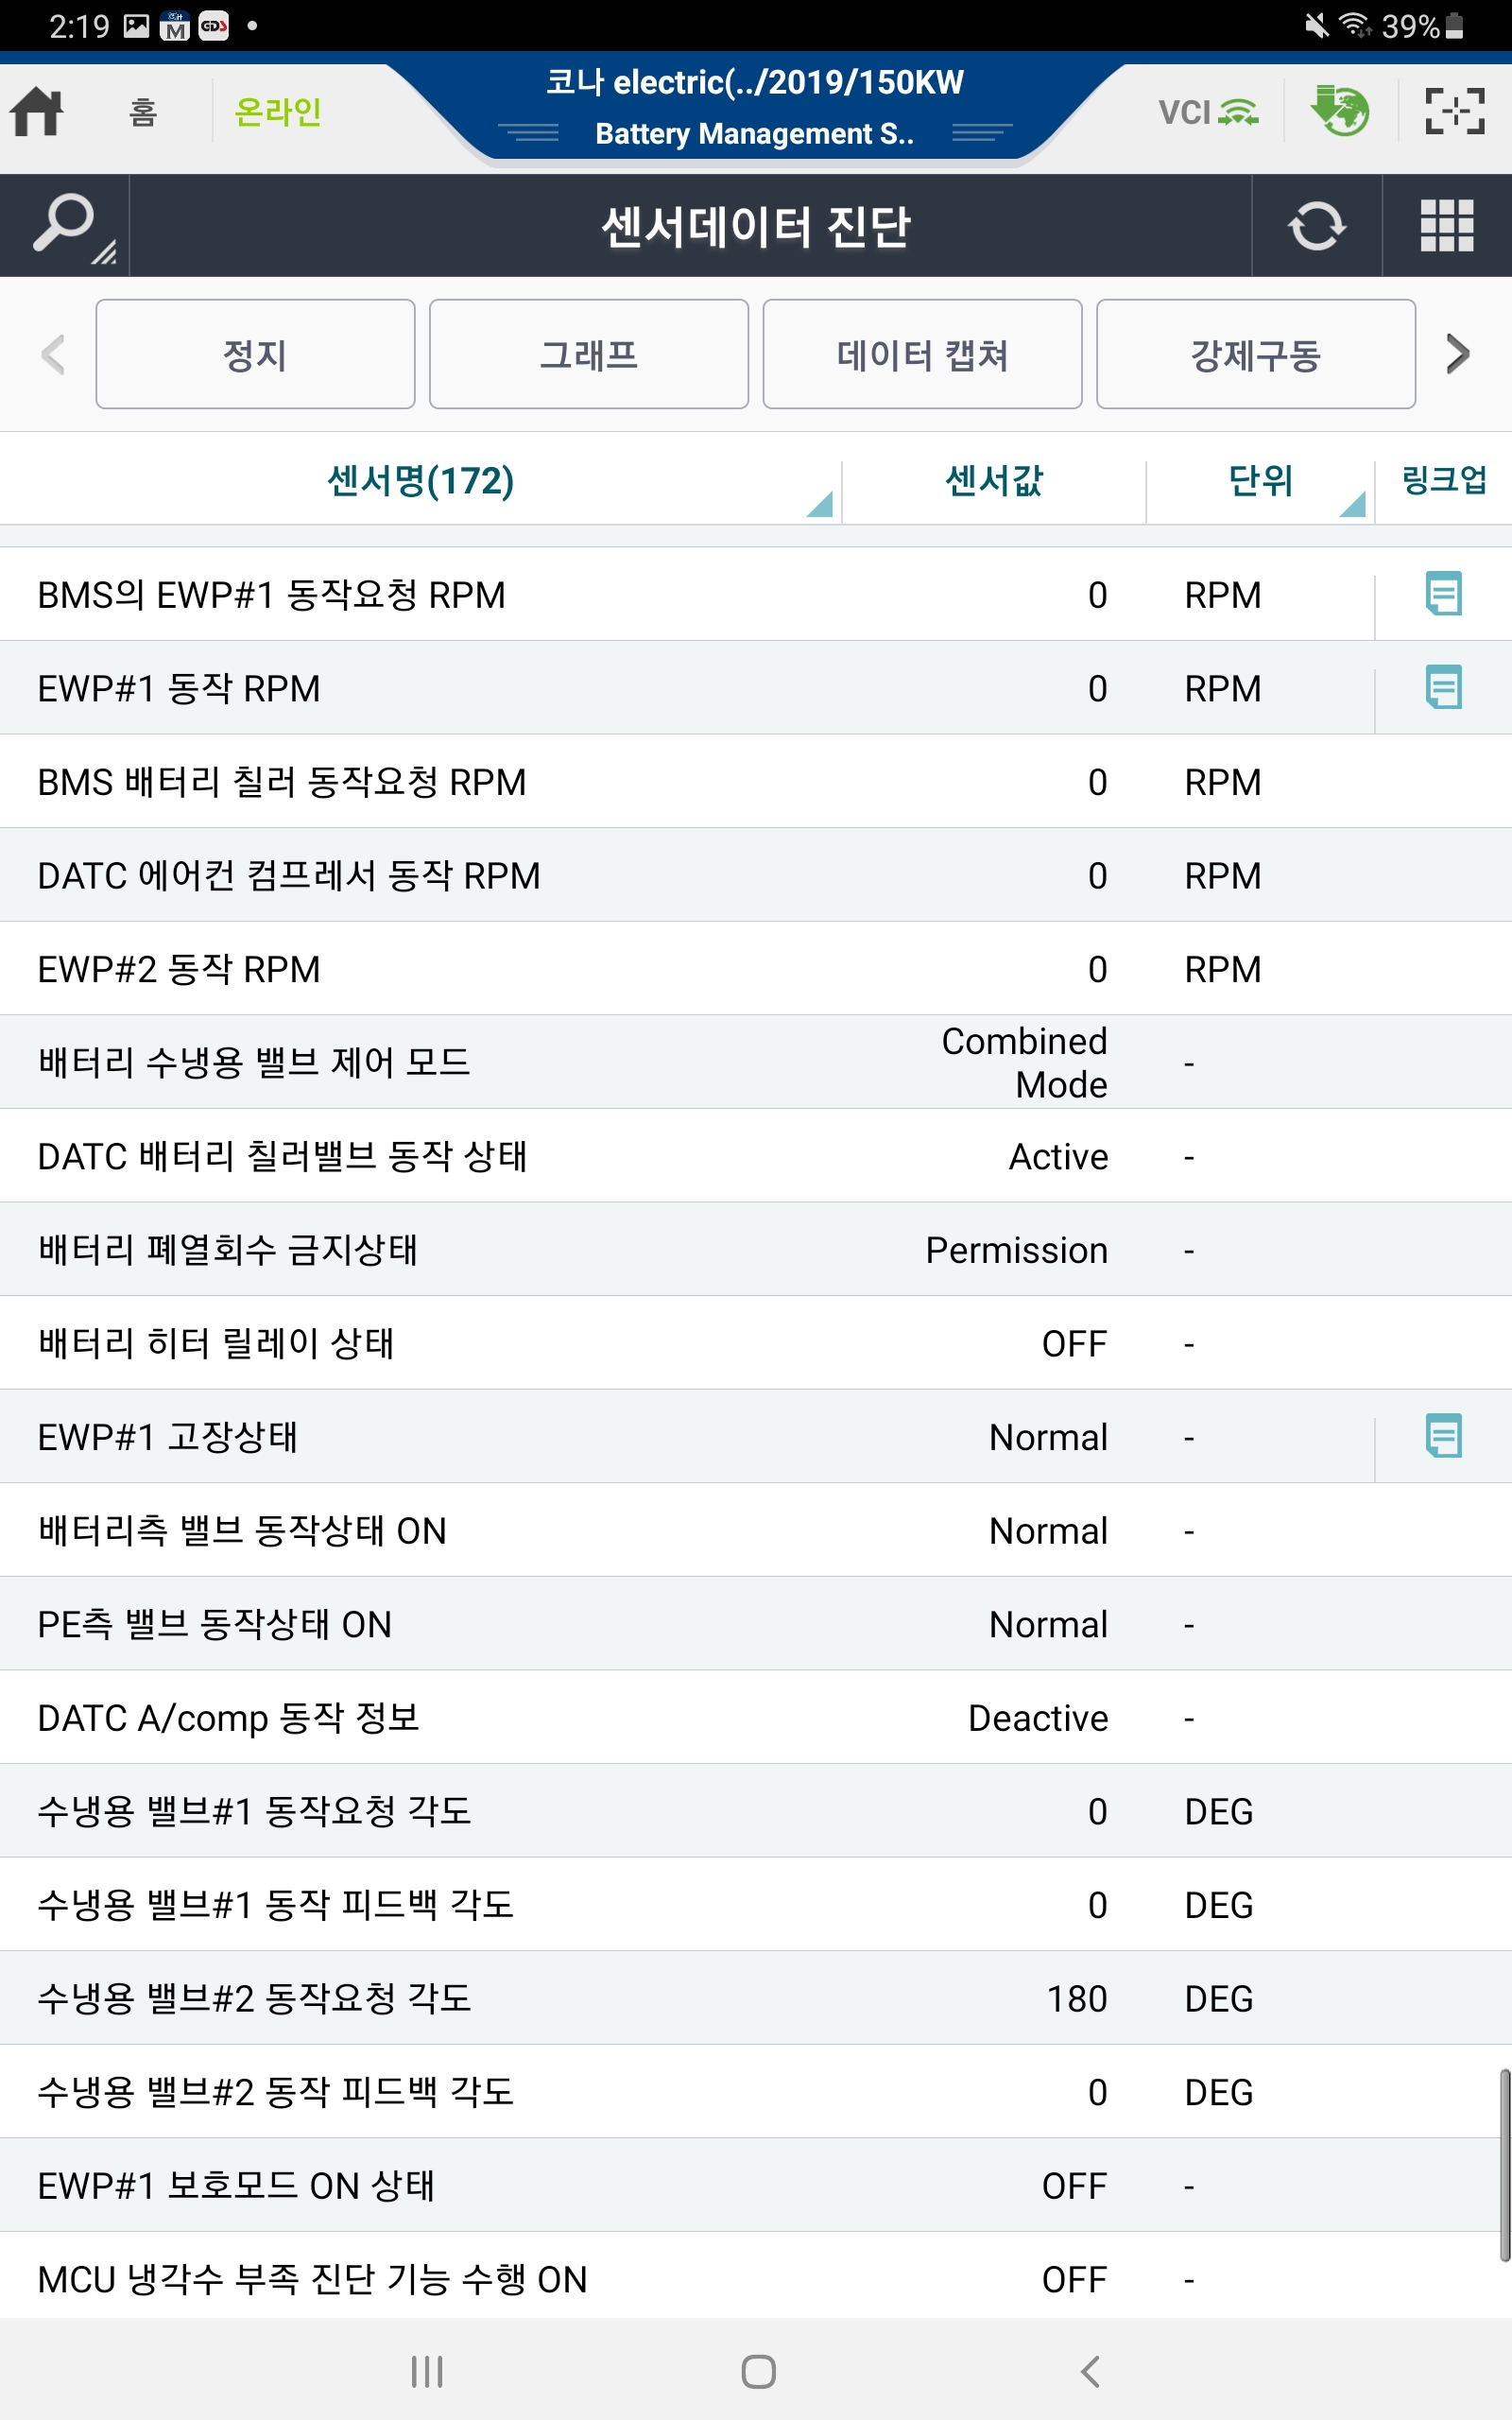 2:19 39%
코나 electric(../2019/150KW
홈 온라인 VCI
Battery Management S..
센서데이터 진단
정지 그래프 데이터 캡쳐 강제구동
센서명(172) 센서값 단위 링크업
BMS의 EWP#1 동작요청 RPM 0 RPM
EWP#1 동작 RPM 0 RPM
BMS 배터리 칠러 동작요청 RPM 0 RPM
DATC 에어컨 컴프레서 동작 RPM 0 RPM
EWP#2 동작 RPM 0 RPM
배터리 수냉용 밸브 제어 모드 Combined Mode -
DATC 배터리 칠러밸브 동작 상태 Active -
배터리 폐열회수 금지상태 Permission -
배터리 히터 릴레이 상태 OFF -
EWP#1 고장상태 Normal -
배터리측 밸브 동작상태 ON Normal -
PE측 밸브 동작상태 ON Normal -
DATC A/comp 동작 정보 Deactive -
수냉용 밸브#1 동작요청 각도 0 DEG
수냉용 밸브#1 동작 피드백 각도 0 DEG
수냉용 밸브#2 동작요청 각도 180 DEG
수냉용 밸브#2 동작 피드백 각도 0 DEG
EWP#1 보호모드 ON 상태 OFF -
MCU 냉각수 부족 진단 기능 수행 ON OFF -